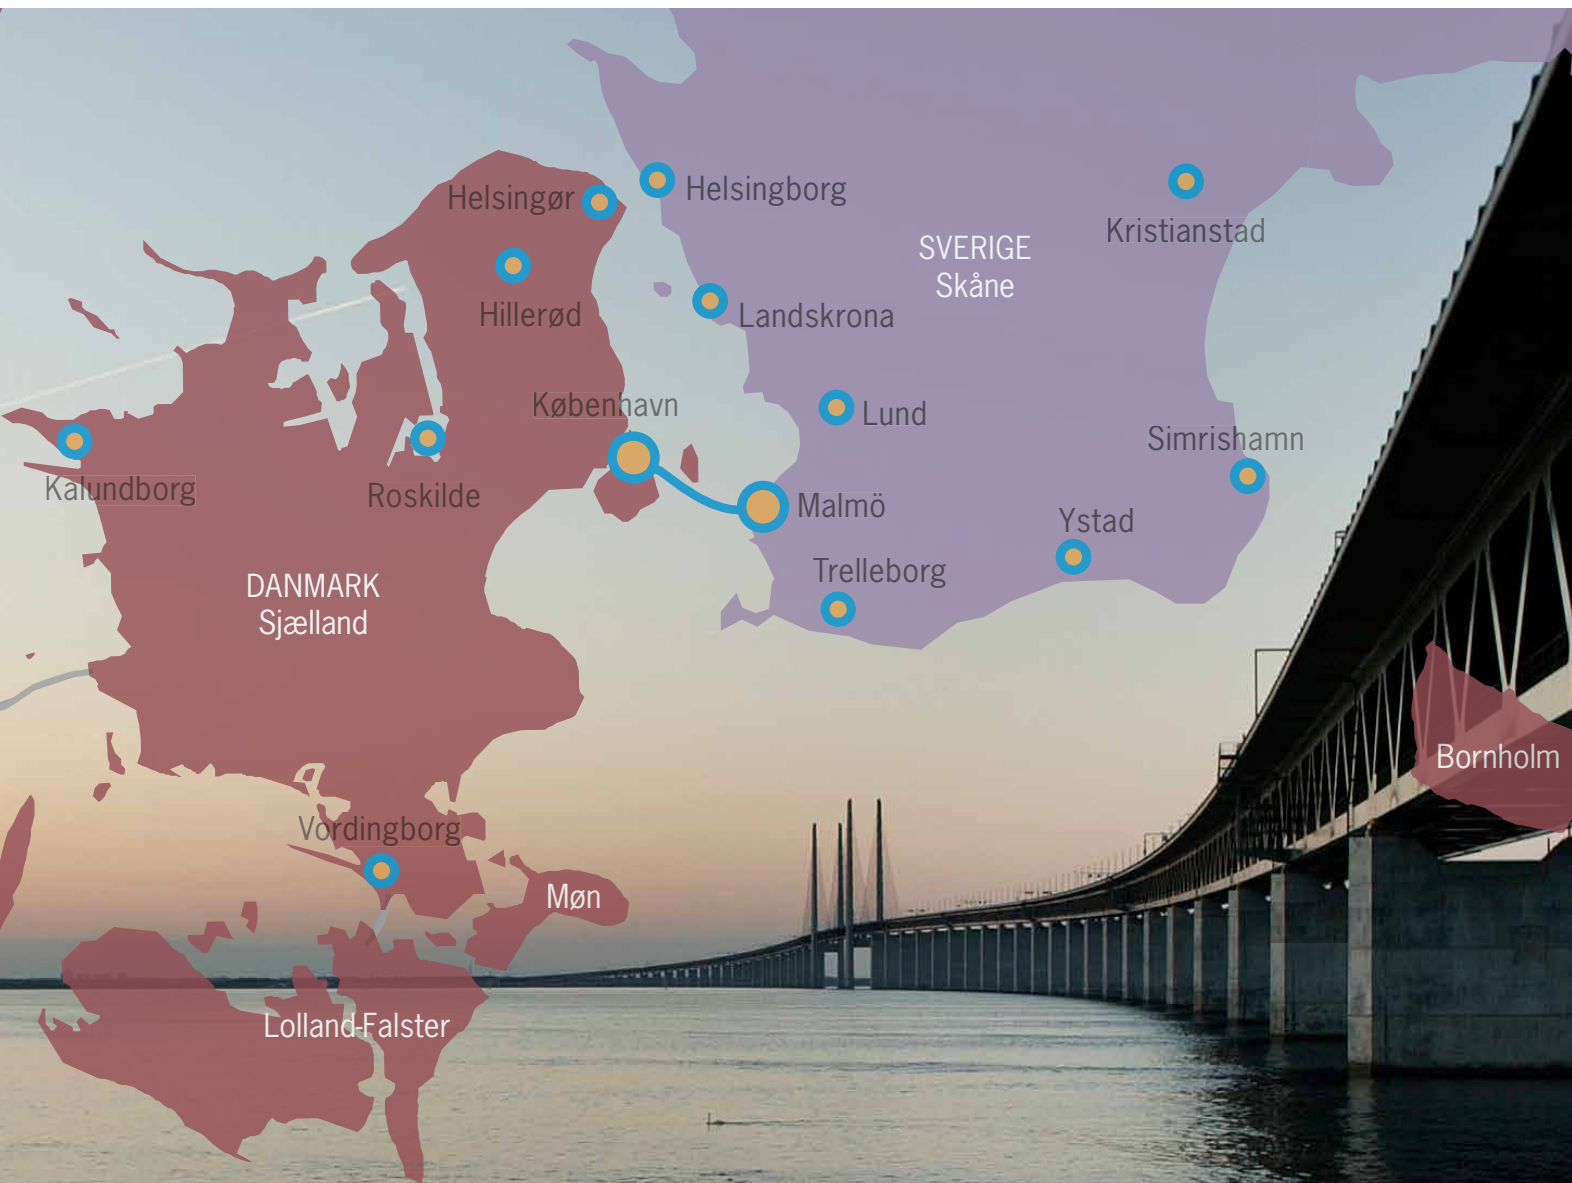 Helsingør
Helsingborg
Kristianstad
SVERIGE
Skåne
Hillerød
Landskrona
København
Lund
Simrishamn
Kalundborg
Roskilde
Malmö
Ystad
Trelleborg
DANMARK
Sjælland
Bornholm
Vordingborg
Møn
Lolland-Falster